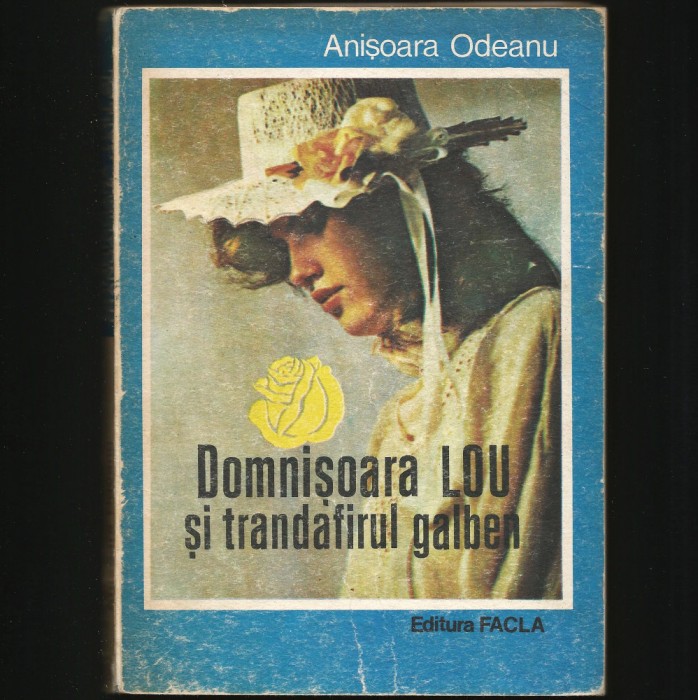 Anișoara Odeanu
Domnișoara LOU
și trandafirul galben
Editura FACLA